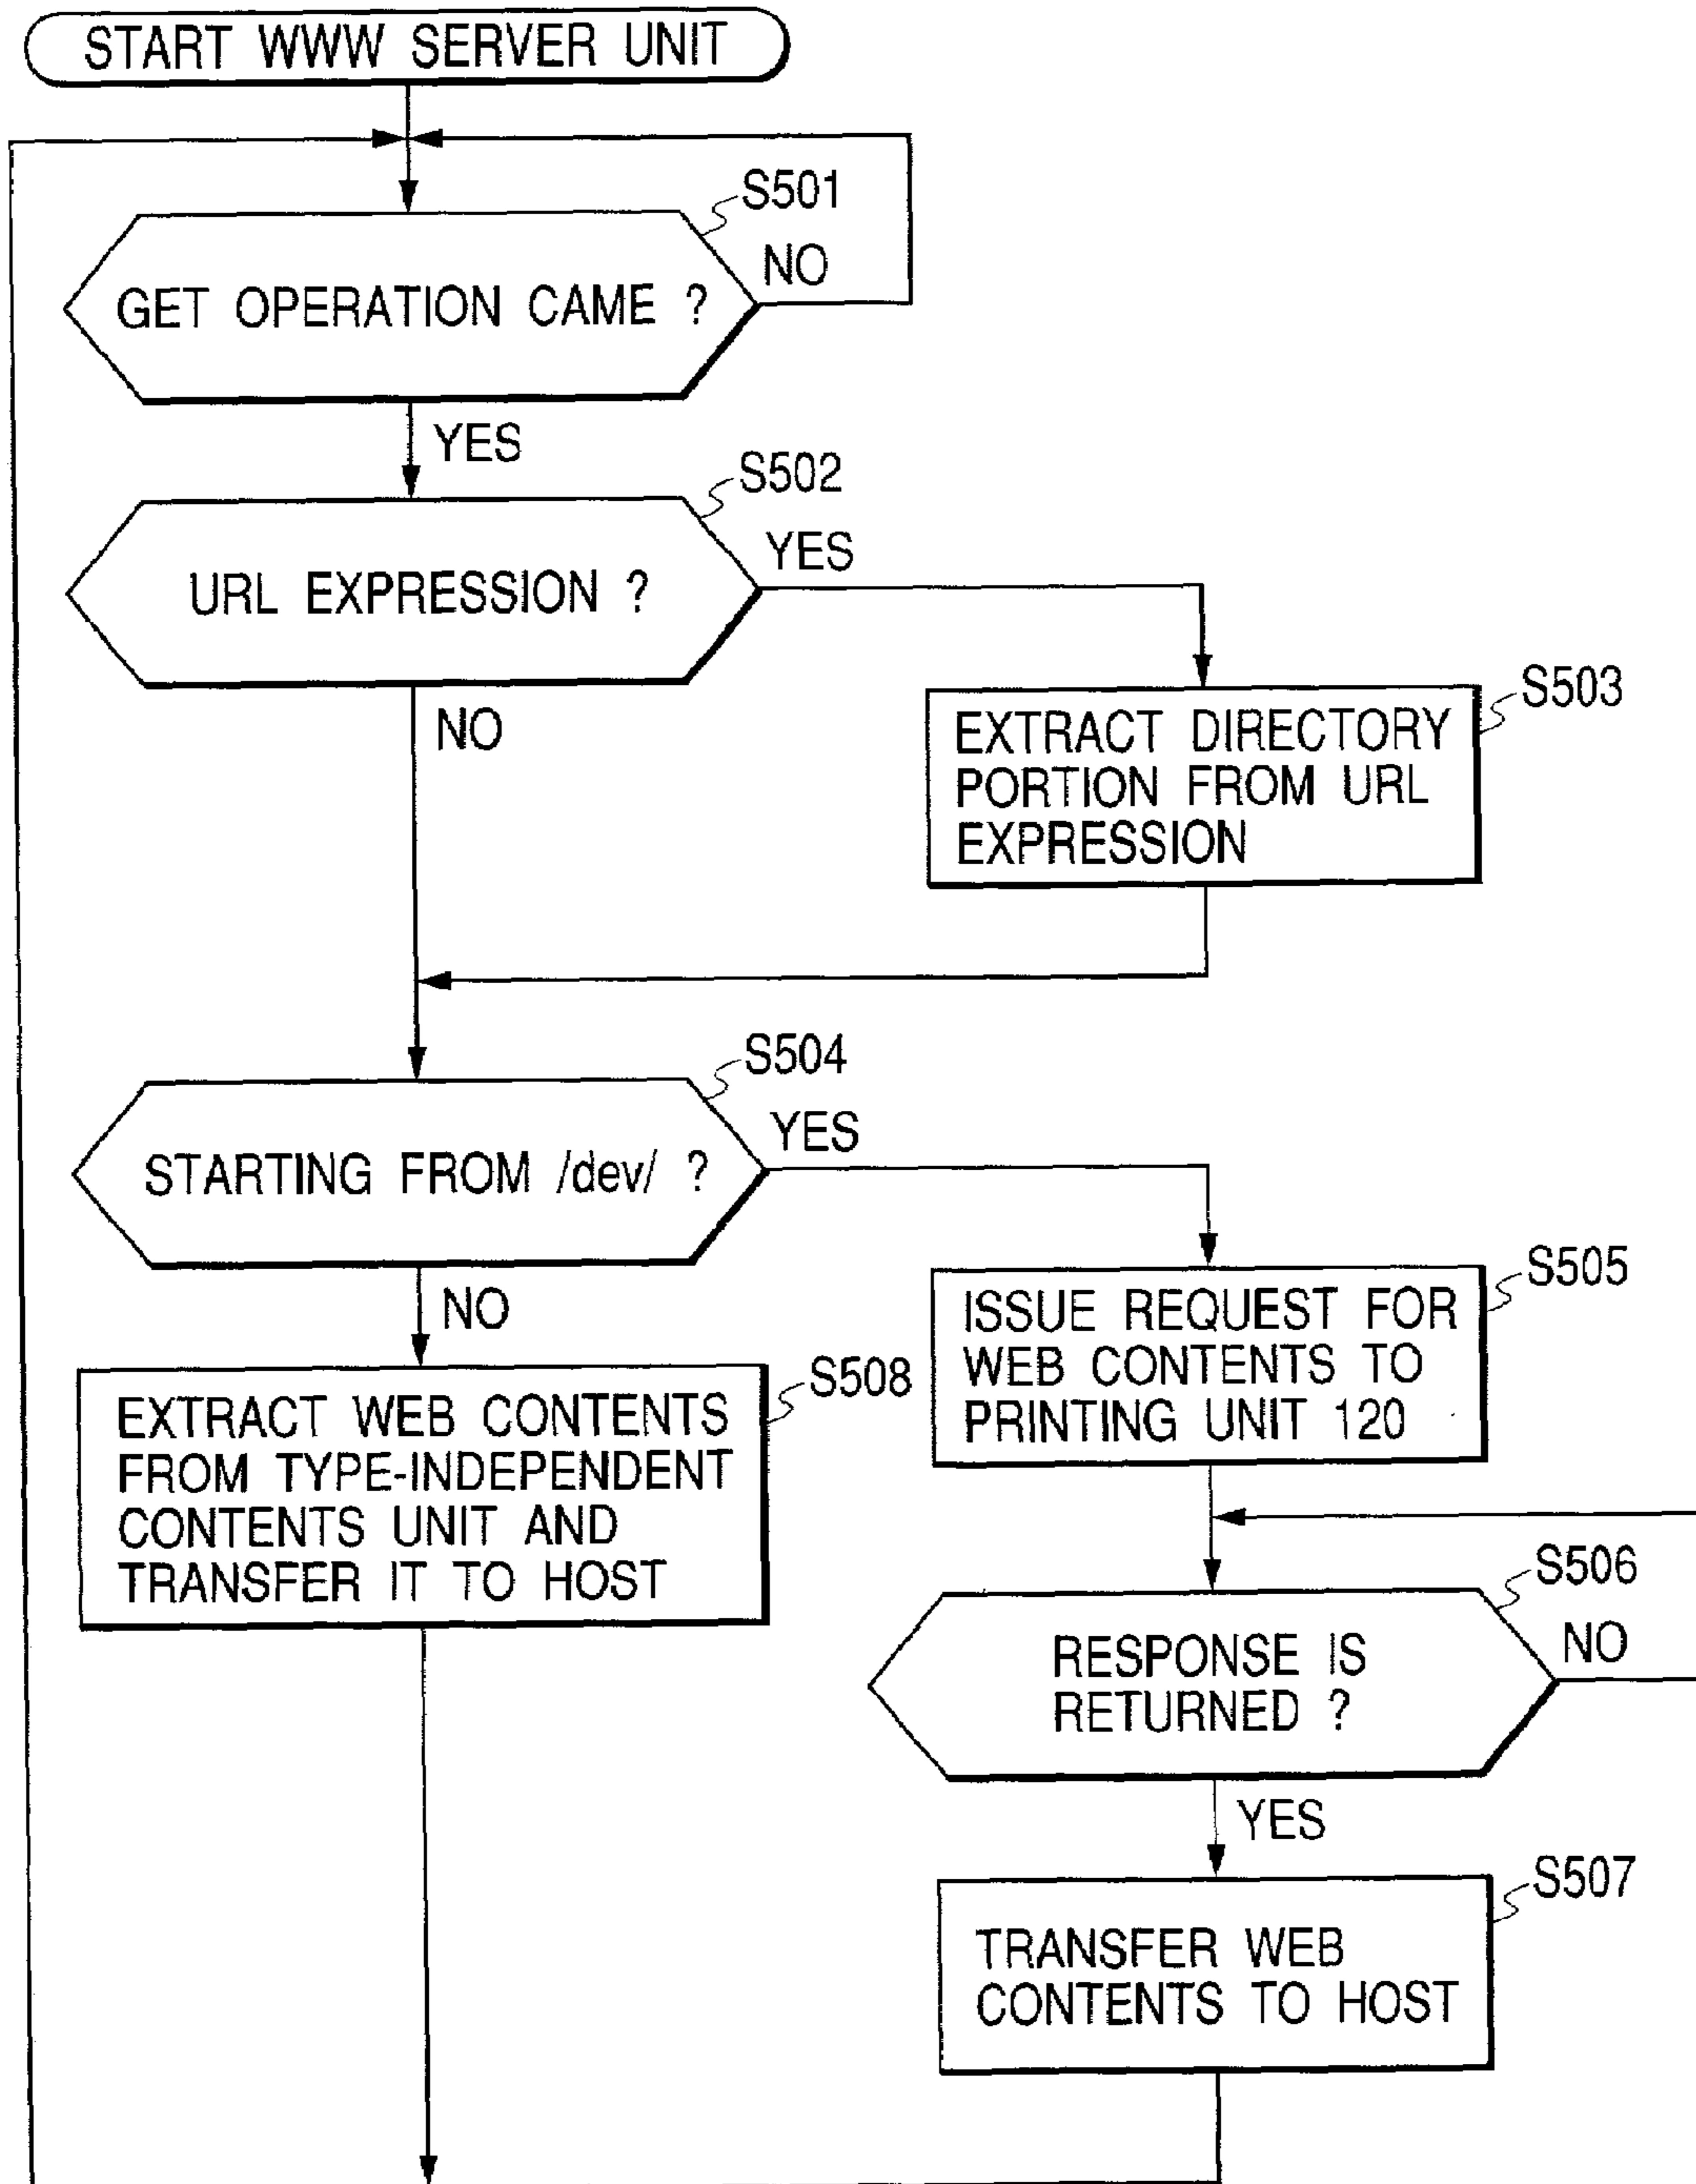 START WWW SERVER UNIT
S501
NO
GET OPERATION CAME ?
YES
S502
YES
URL EXPRESSION ?
NO
S503
EXTRACT DIRECTORY
PORTION FROM URL
EXPRESSION
S504
YES
STARTING FROM /dev/ ?
NO
S505
ISSUE REQUEST FOR
WEB CONTENTS TO
PRINTING UNIT 120
S508
EXTRACT WEB CONTENTS
FROM TYPE-INDEPENDENT
CONTENTS UNIT AND
TRANSFER IT TO HOST
S506
NO
RESPONSE IS
RETURNED ?
YES
S507
TRANSFER WEB
CONTENTS TO HOST